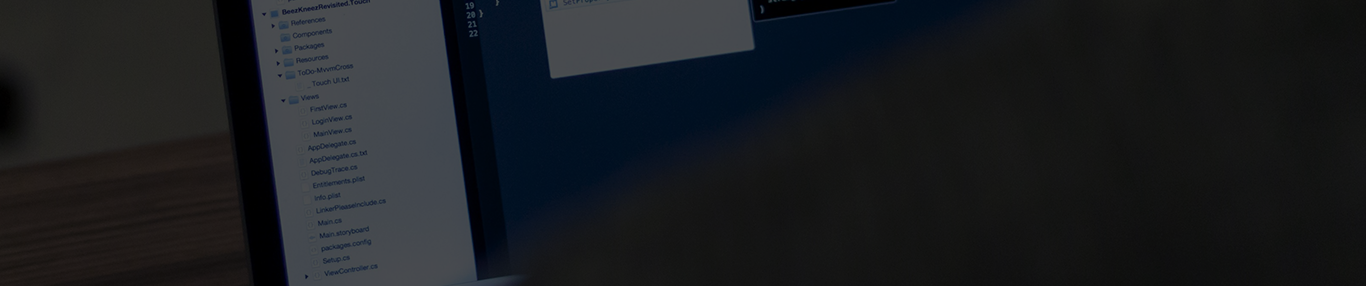 BeezKneezRevisited.Touch
References
Components
Packages
Resources
ToDo-MvvmCross
_Touch UI.txt
Views
FirstView.cs
LoginView.cs
MainView.cs
AppDelegate.cs
AppDelegate.cs.txt
DebugTrace.cs
Entitlements.plist
Info.plist
LinkerPleaseInclude.cs
Main.cs
Main.storyboard
packages.config
Setup.cs
ViewController.cs
19 }
20 }
21
22
}